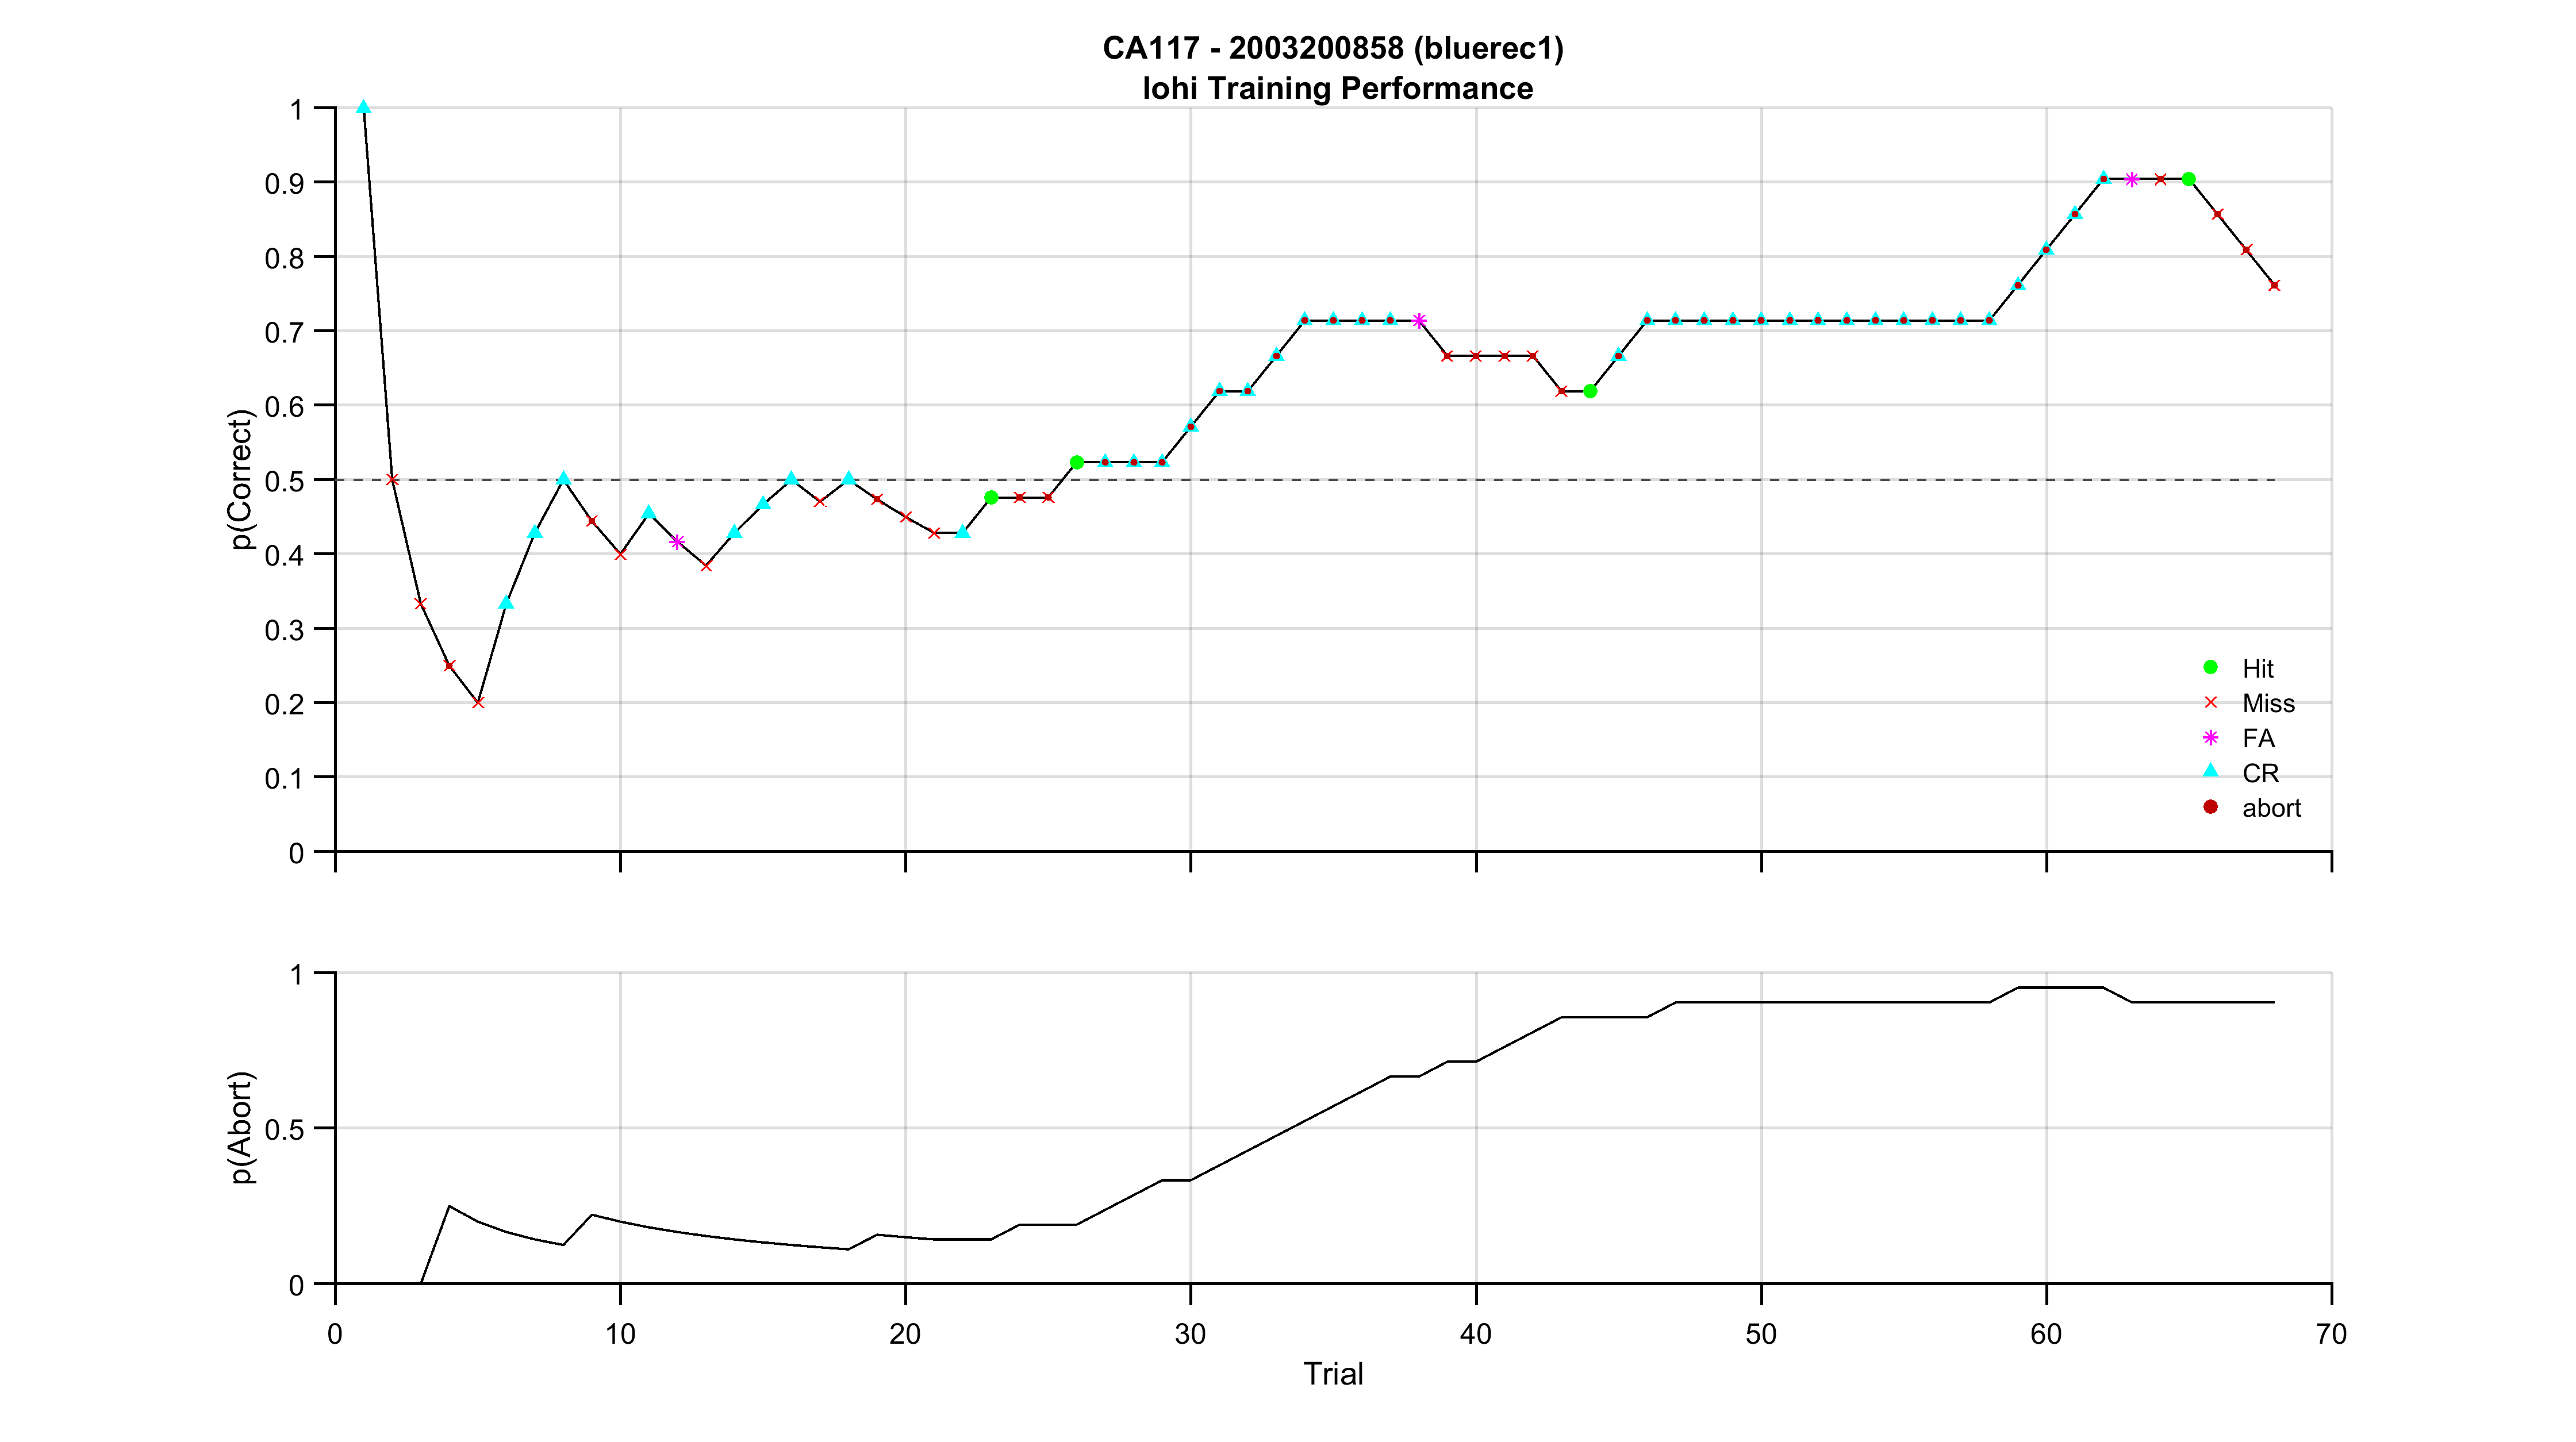 CA117 - 2003200858 (bluerec1)
lohi Training Performance
p(Correct)
1
0.9
0.8
0.7
0.6
0.5
0.4
0.3
0.2
0.1
0
Hit
Miss
FA
CR
abort
p(Abort)
1
0.5
0
0 10 20 30 40 50 60 70
Trial